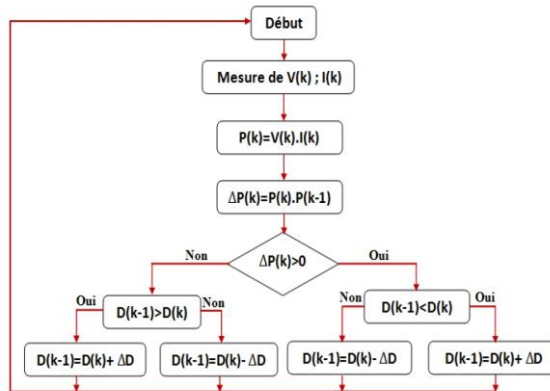 Début
Mesure de V(k) ; I(k)
P(k)=V(k).I(k)
ΔP(k)=P(k).P(k-1)
ΔP(k)>0
Non
Oui
D(k-1)>D(k)
Oui
Non
D(k-1)<D(k)
Non
Oui
D(k-1)=D(k)+ ΔD
D(k-1)=D(k)- ΔD
D(k-1)=D(k)- ΔD
D(k-1)=D(k)+ ΔD